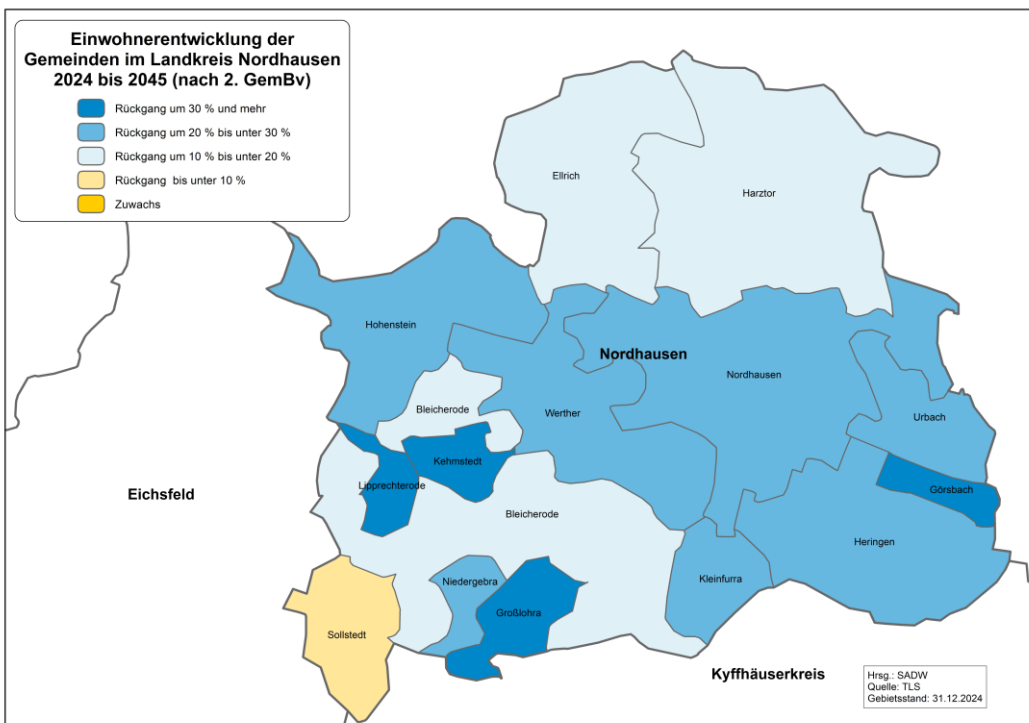 Einwohnerentwicklung der
Gemeinden im Landkreis Nordhausen
2024 bis 2045 (nach 2. GemBv)
Rückgang um 30 % und mehr
Rückgang um 20 % bis unter 30 %
Rückgang um 10 % bis unter 20 %
Rückgang  bis unter 10 %
Zuwachs
Ellrich
Harztor
Hohenstein
Nordhausen
Nordhausen
Bleicherode
Werther
Urbach
Kehmstedt
Lipprechterode
Görsbach
Eichsfeld
Bleicherode
Heringen
Niedergebra
Kleinfurra
Großlohra
Sollstedt
Kyffhäuserkreis
Hrsg.: SADW
Quelle: TLS
Gebietsstand: 31.12.2024